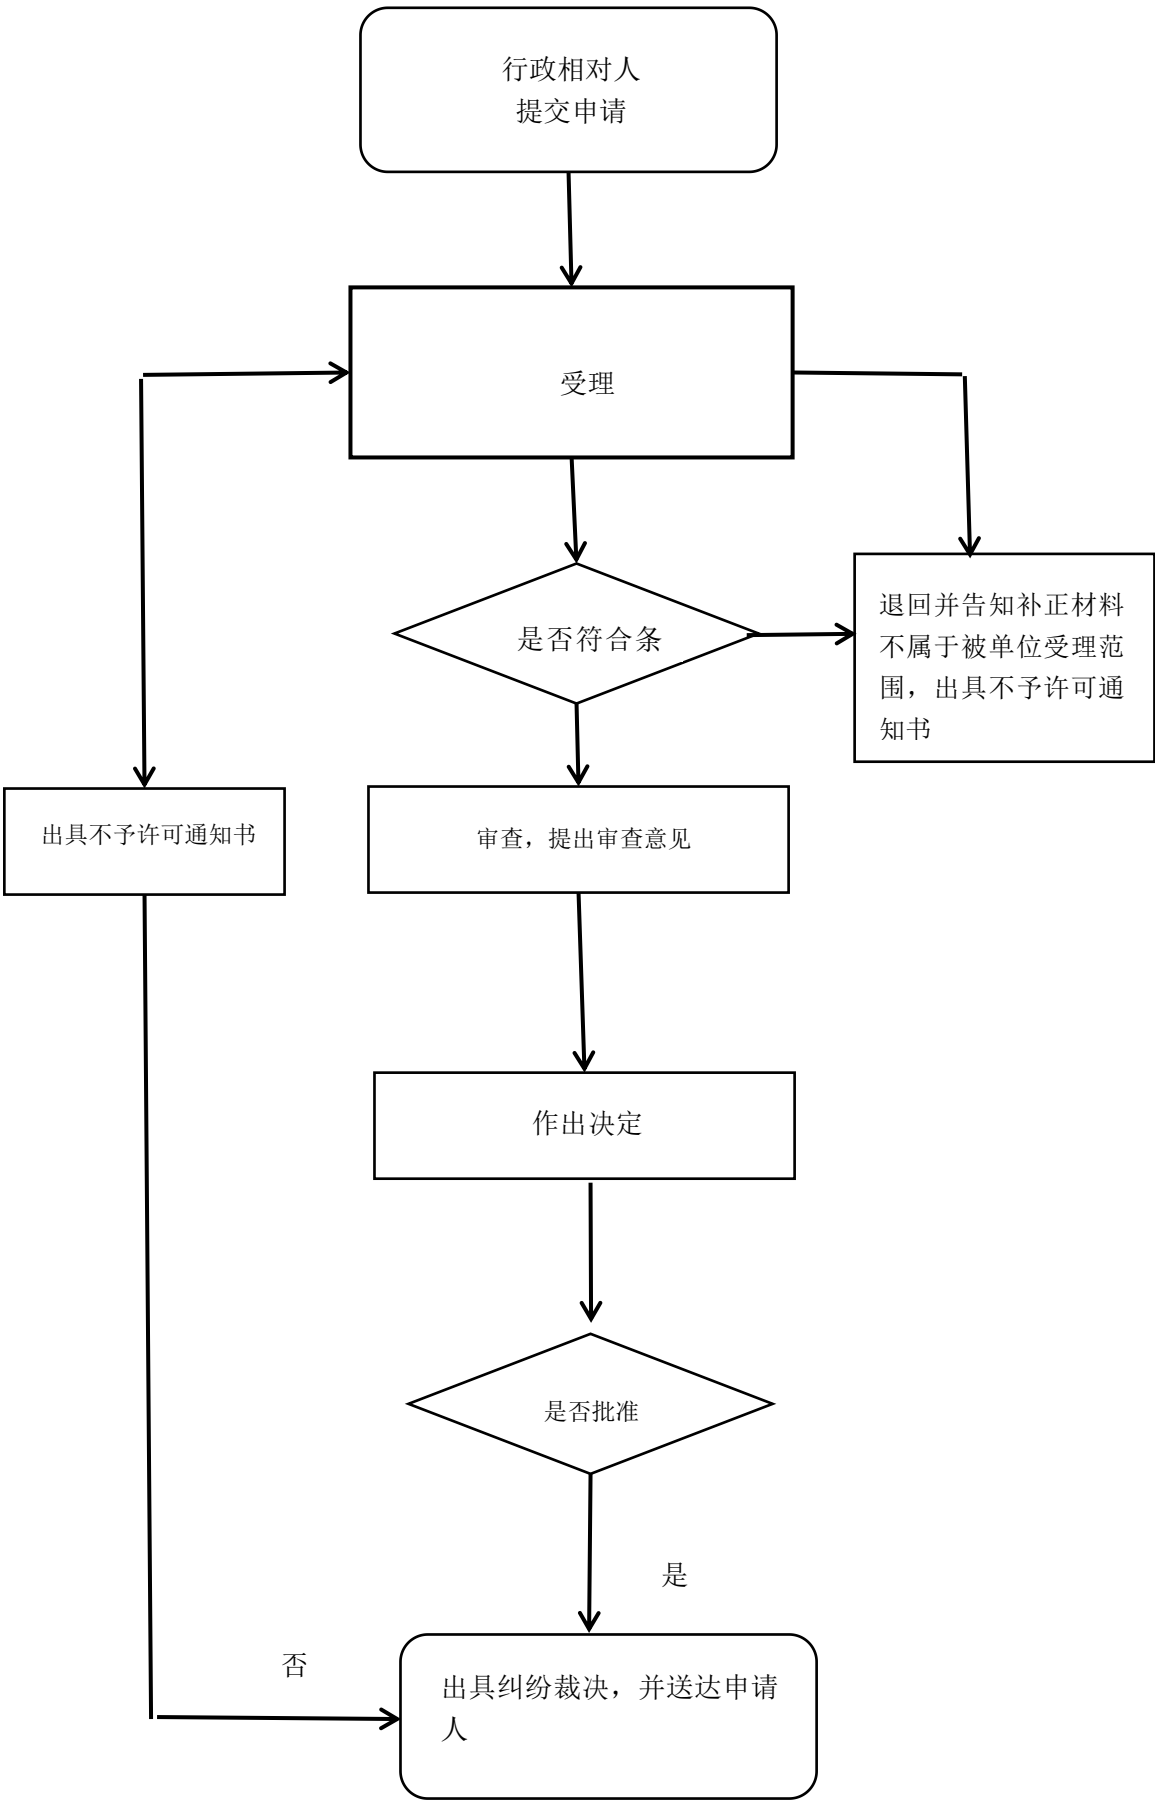 行政相对人
提交申请
受理
是否符合条
退回并告知补正材料
不属于被单位受理范
围，出具不予许可通
知书
出具不予许可通知书
审查，提出审查意见
作出决定
是否批准
是
否
出具纠纷裁决，并送达申请
人